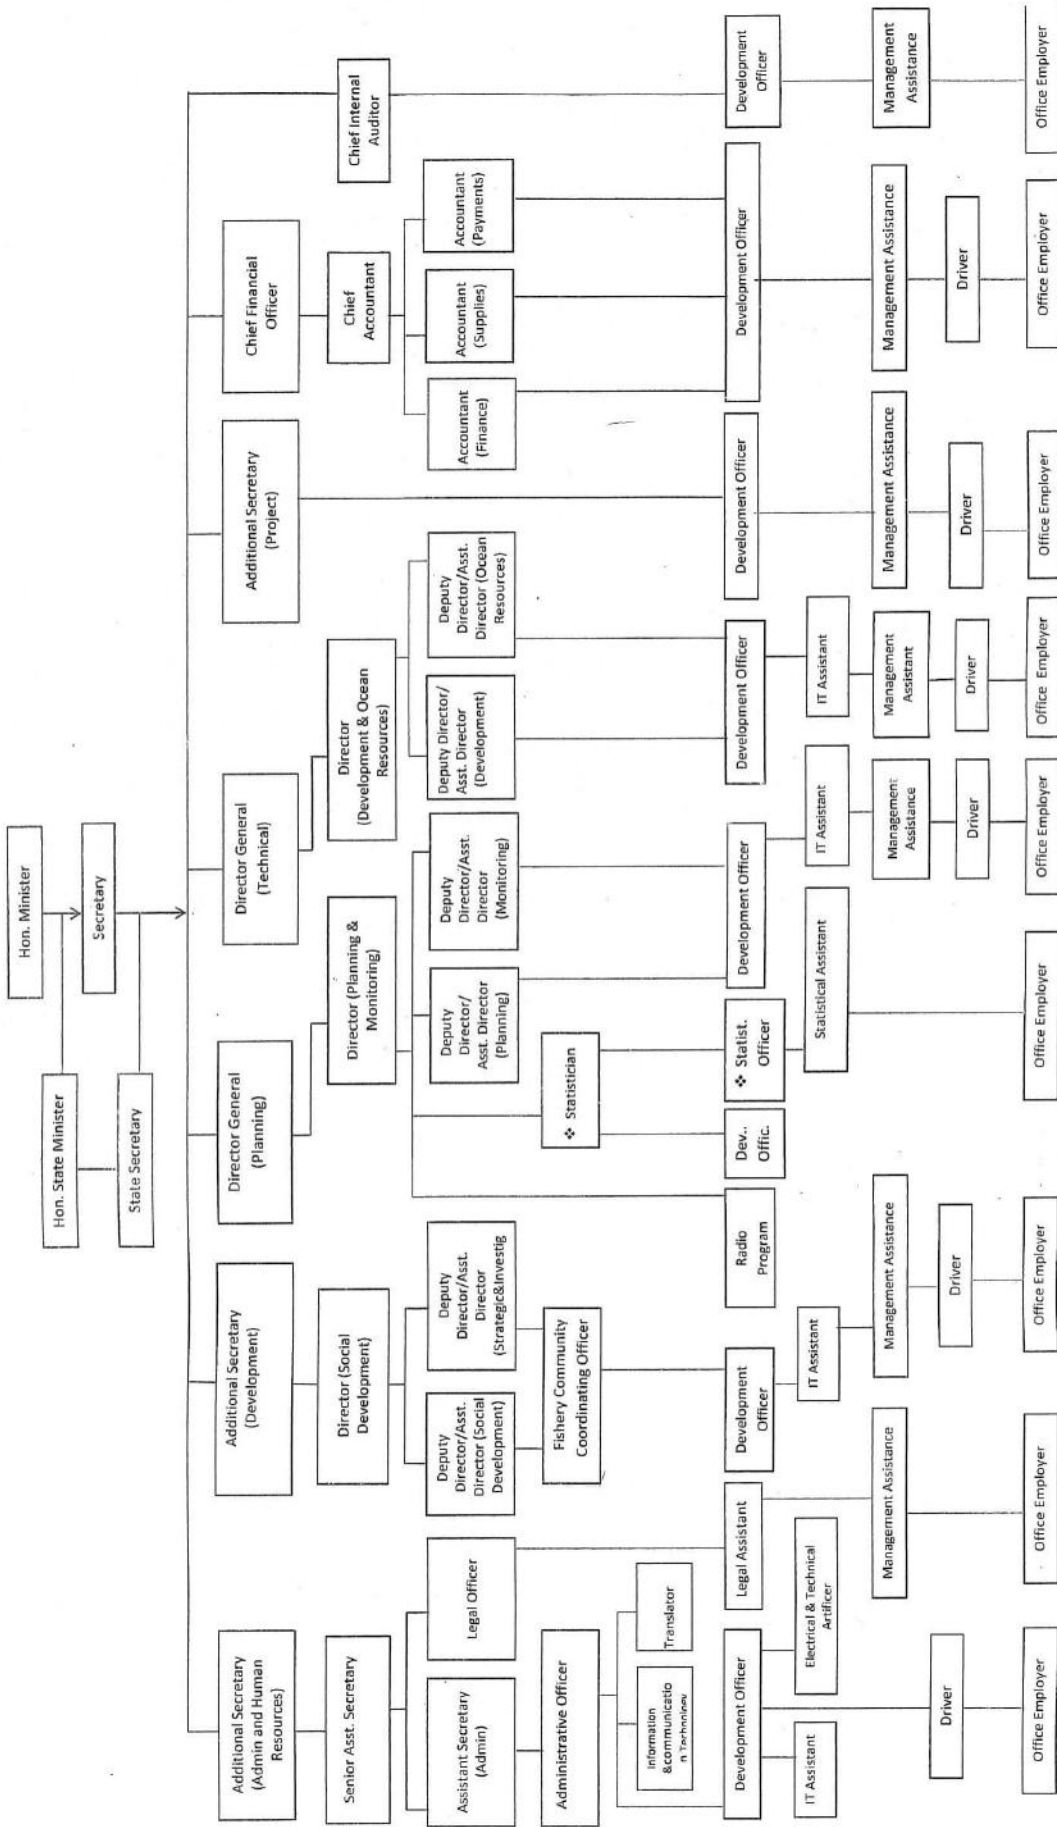 Hon. Minister
Hon. State Minister
Secretary
State Secretary
Additional Secretary
(Admin and Human
Resources)
Additional Secretary
(Development)
Director General
(Planning)
Director General
(Technical)
Additional Secretary
(Project)
Chief Financial
Officer
Senior Asst. Secretary
Director (Social
Development)
Director (Planning &
Monitoring)
Director
(Development & Ocean
Resources)
Chief
Accountant
Chief Internal
Auditor
Assistant Secretary
(Admin)
Legal Officer
Deputy
Director/Asst.
Director (Social
Development)
Deputy
Director/Asst.
Director
(Strategic&Investig
Deputy
Director/
Asst. Director
(Planning)
Deputy
Director/Asst.
Director
(Monitoring)
Deputy Director/
Asst. Director
(Development)
Deputy
Director/Asst.
Director (Ocean
Resources)
Accountant
(Finance)
Accountant
(Supplies)
Accountant
(Payments)
Administrative Officer
Fishery Community
Coordinating Officer
❖ Statistician
Information
&communicatio
n Technology
Translator
Development Officer
Legal Assistant
Development
Officer
Radio
Program
Dev..
Offic.
❖ Statist.
Officer
Development Officer
Development Officer
Development Officer
Development Officer
Development
Officer
IT Assistant
Electrical & Technical
Artificer
IT Assistant
Statistical Assistant
IT Assistant
IT Assistant
Management Assistance
Management Assistance
Management
Assistance
Management
Assistant
Management Assistance
Management Assistance
Management
Assistance
Driver
Driver
Driver
Driver
Driver
Driver
Office Employer
Office Employer
Office Employer
Office Employer
Office Employer
Office Employer
Office Employer
Office Employer
Office Employer